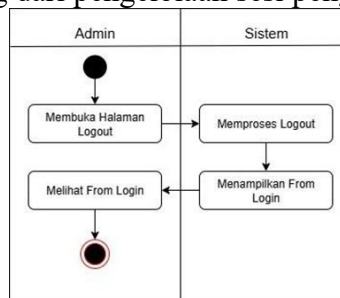 Admin
Sistem
Membuka Halaman
Logout
Memproses Logout
Menampilkan From
Login
Melihat From Login